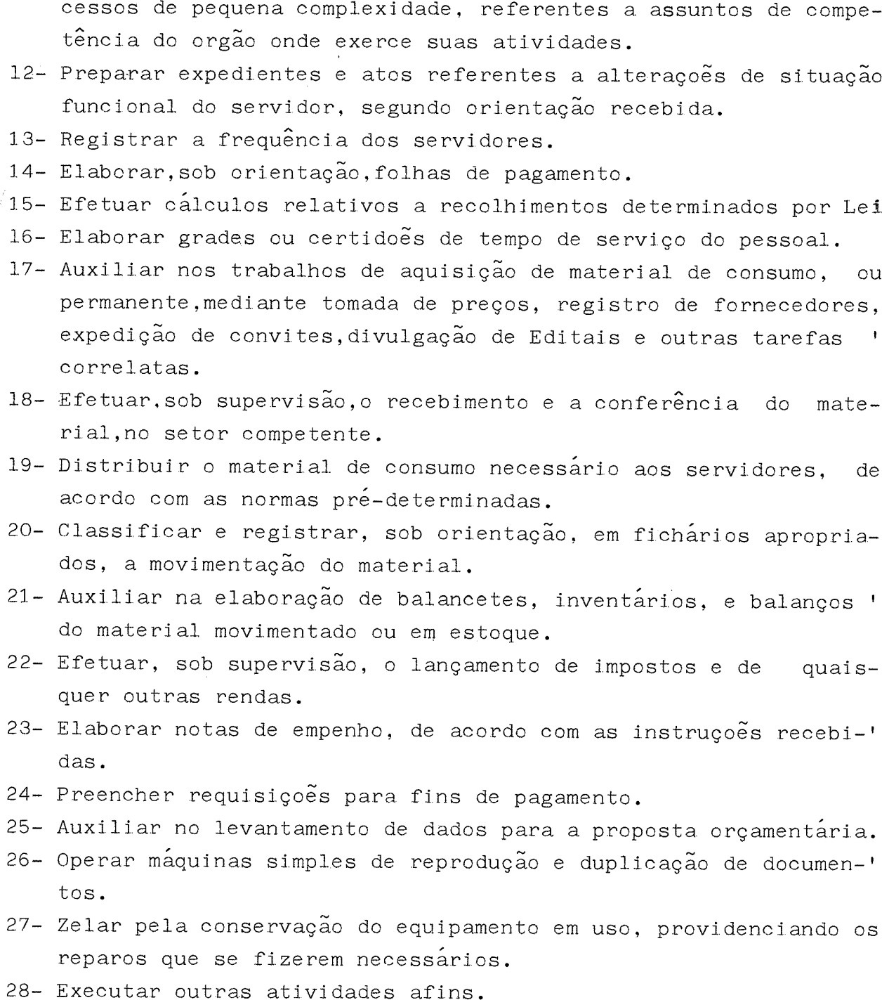 cessos de pequena complexidade, referentes a assuntos de compe-
tência do orgão onde exerce suas atividades.
12- Preparar expedientes e atos referentes a alteraçoẽs de situação
funcional do servidor, segundo orientação recebida.
13- Registrar a frequência dos servidores.
14- Elaborar,sob orientação,folhas de pagamento.
15- Efetuar cálculos relativos a recolhimentos determinados por Lei
16- Elaborar grades ou certidoẽs de tempo de serviço do pessoal.
17- Auxiliar nos trabalhos de aquisição de material de consumo, ou
permanente,mediante tomada de preços, registro de fornecedores,
expedição de convites,divulgação de Editais e outras tarefas '
correlatas.
18- Efetuar,sob supervisão,o recebimento e a conferência do mate-
rial,no setor competente.
19- Distribuir o material de consumo necessário aos servidores, de
acordo com as normas pré-determinadas.
20- Classificar e registrar, sob orientação, em fichários apropria-
dos, a movimentação do material.
21- Auxiliar na elaboração de balancetes, inventários, e balanços '
do material movimentado ou em estoque.
22- Efetuar, sob supervisão, o lançamento de impostos e de quais-
quer outras rendas.
23- Elaborar notas de empenho, de acordo com as instruçoẽs recebi-'
das.
24- Preencher requisiçoẽs para fins de pagamento.
25- Auxiliar no levantamento de dados para a proposta orçamentária.
26- Operar máquinas simples de reprodução e duplicação de documen-'
tos.
27- Zelar pela conservação do equipamento em uso, providenciando os
reparos que se fizerem necessários.
28- Executar outras atividades afins.